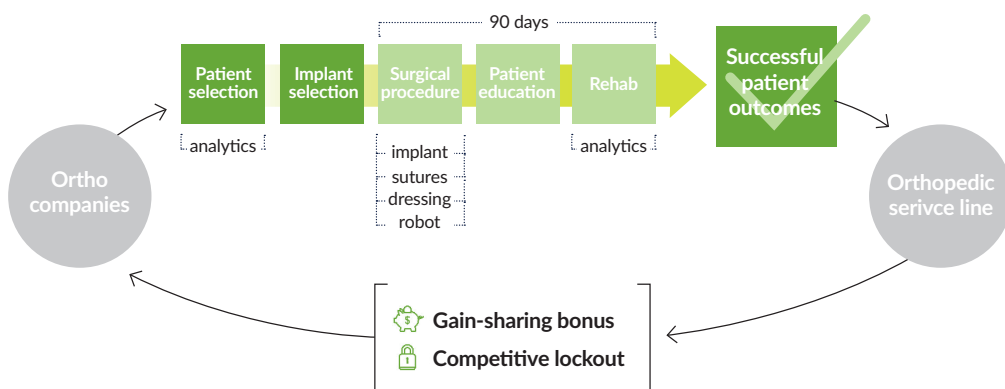 90 days
Patient
selection
Implant
selection
Surgical
procedure
Patient
education
Rehab
Successful
patient
outcomes
analytics
implant
sutures
dressing
robot
analytics
Ortho
companies
Orthopedic
serivce line
$
Gain-sharing bonus
Competitive lockout